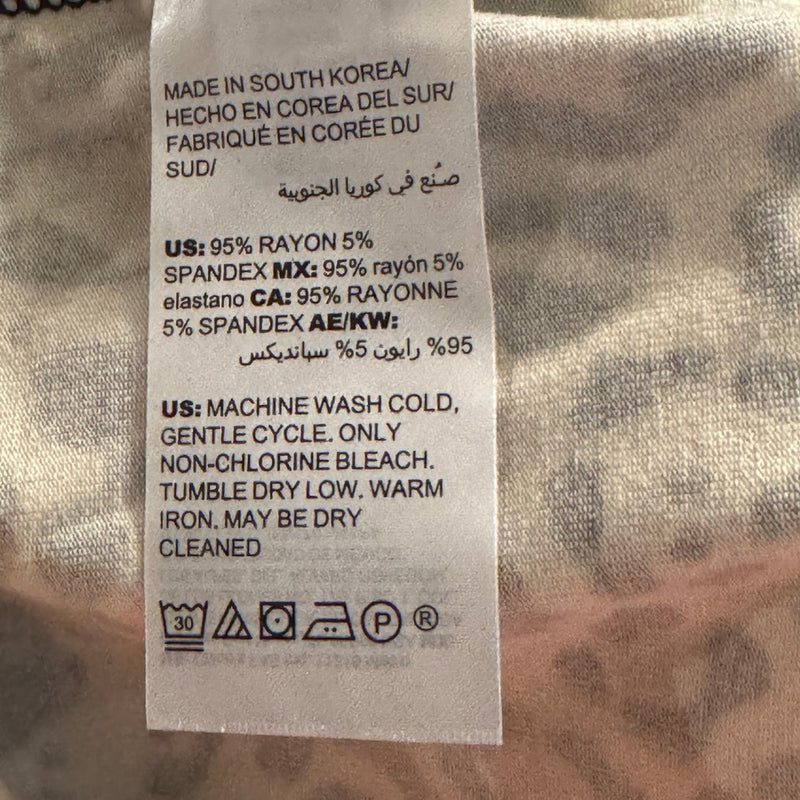 MADE IN SOUTH KOREA/
HECHO EN COREA DEL SUR/
FABRIQUÉ EN CORÉE DU
SUD/
صُنع في كوريا الجنوبية
US: 95% RAYON 5%
SPANDEX MX: 95% rayón 5%
elastano CA: 95% RAYONNE
5% SPANDEX AE/KW:
95% رايون 5% سبانديكس
US: MACHINE WASH COLD,
GENTLE CYCLE. ONLY
NON-CHLORINE BLEACH.
TUMBLE DRY LOW. WARM
IRON. MAY BE DRY
CLEANED
30 P ®